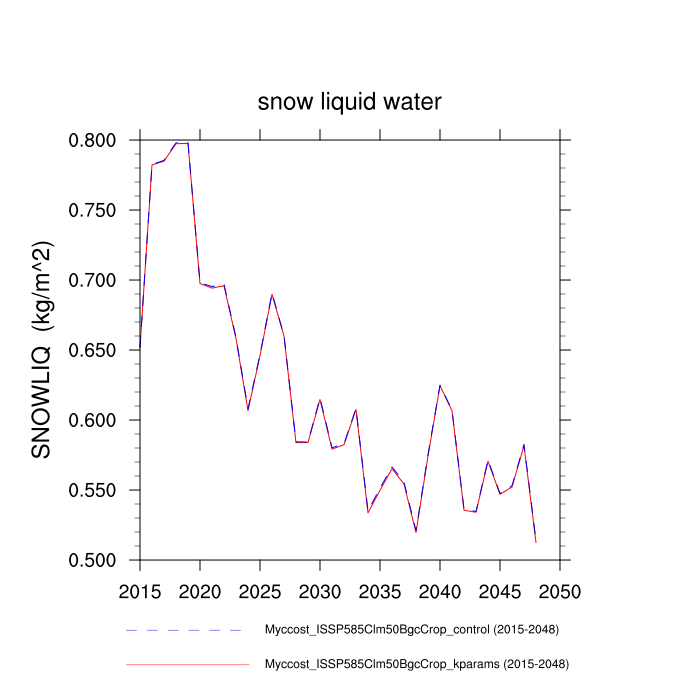 snow liquid water
SNOWLIQ (kg/m^2)
0.800
0.750
0.700
0.650
0.600
0.550
0.500
2015 2020 2025 2030 2035 2040 2045 2050
Myccost_ISSP585Clm50BgcCrop_control (2015-2048)
Myccost_ISSP585Clm50BgcCrop_kparams (2015-2048)